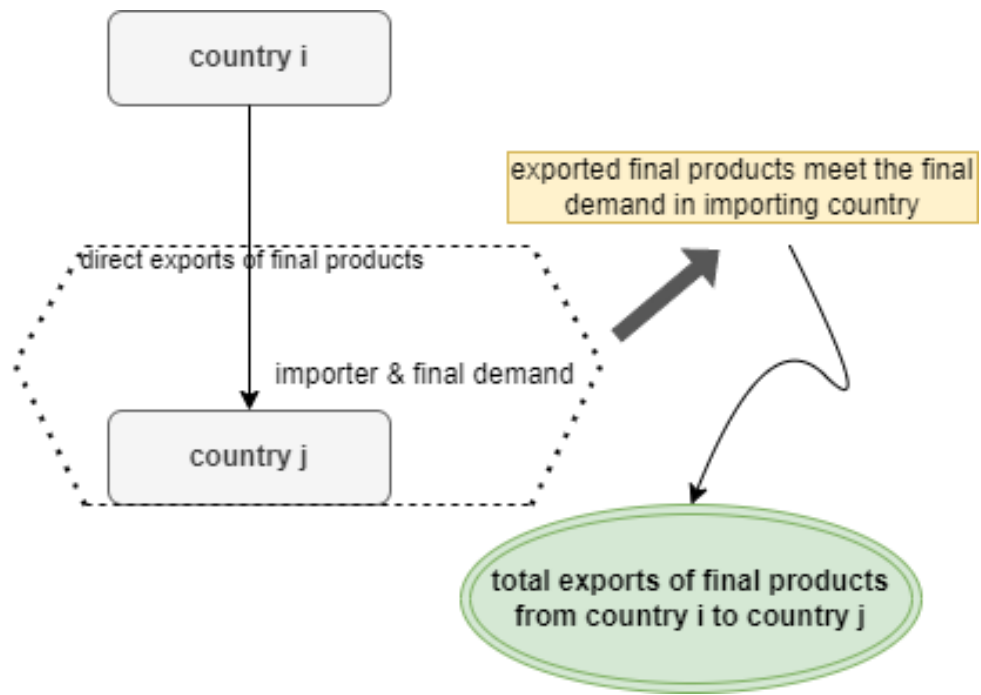 country i
exported final products meet the final
demand in importing country
direct exports of final products
importer & final demand
country j
total exports of final products
from country i to country j